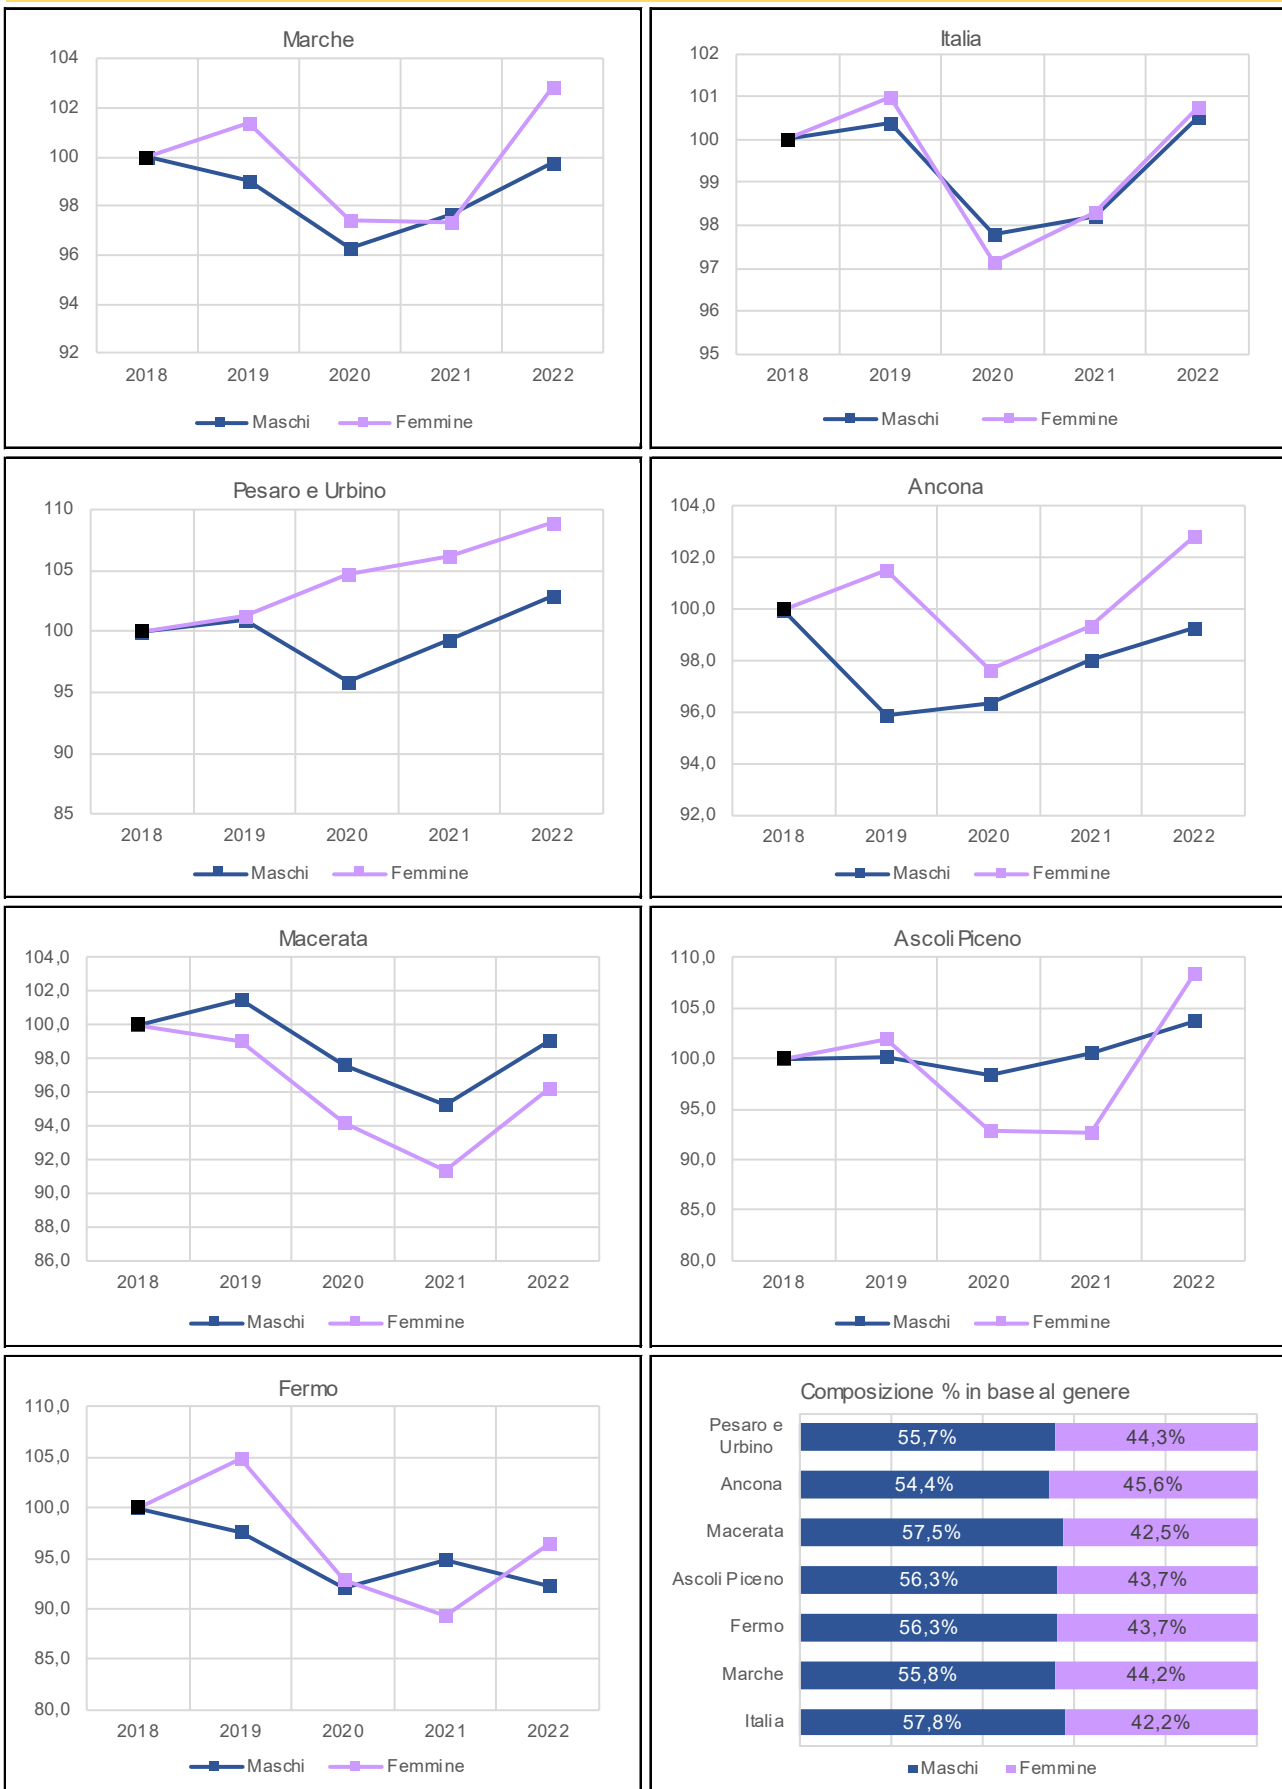 Marche
104
102
100
98
96
94
92
2018 2019 2020 2021 2022
Maschi Femmine
Italia
102
101
100
99
98
97
96
95
2018 2019 2020 2021 2022
Maschi Femmine
Pesaro e Urbino
110
105
100
95
90
85
2018 2019 2020 2021 2022
Maschi Femmine
Ancona
104,0
102,0
100,0
98,0
96,0
94,0
92,0
2018 2019 2020 2021 2022
Maschi Femmine
Macerata
104,0
102,0
100,0
98,0
96,0
94,0
92,0
90,0
88,0
86,0
2018 2019 2020 2021 2022
Maschi Femmine
Ascoli Piceno
110,0
105,0
100,0
95,0
90,0
85,0
80,0
2018 2019 2020 2021 2022
Maschi Femmine
Fermo
110,0
105,0
100,0
95,0
90,0
85,0
80,0
2018 2019 2020 2021 2022
Maschi Femmine
Composizione % in base al genere
Pesaro e
Urbino
55,7% 44,3%
Ancona 54,4% 45,6%
Macerata 57,5% 42,5%
Ascoli Piceno 56,3% 43,7%
Fermo 56,3% 43,7%
Marche 55,8% 44,2%
Italia 57,8% 42,2%
Maschi Femmine